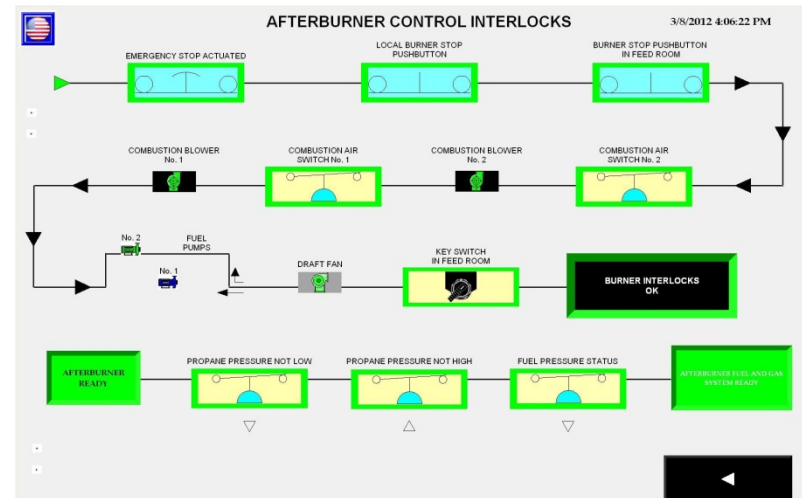 AFTERBURNER CONTROL INTERLOCKS
3/8/2012 4:06:22 PM
EMERGENCY STOP ACTUATED
LOCAL BURNER STOP
PUSHBUTTON
BURNER STOP PUSHBUTTON
IN FEED ROOM
COMBUSTION BLOWER
No. 1
COMBUSTION AIR
SWITCH No. 1
COMBUSTION BLOWER
No. 2
COMBUSTION AIR
SWITCH No. 2
No. 2
FUEL
PUMPS
No. 1
DRAFT FAN
KEY SWITCH
IN FEED ROOM
BURNER INTERLOCKS
OK
AFTERBURNER
READY
PROPANE PRESSURE NOT LOW
PROPANE PRESSURE NOT HIGH
FUEL PRESSURE STATUS
AFTERBURNER FUEL AND GAS
SYSTEM READY